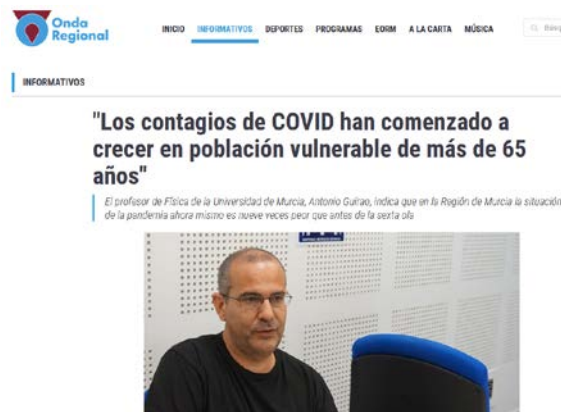 Onda
Regional
INICIO INFORMATIVOS DEPORTES PROGRAMAS EORM A LA CARTA MÚSICA
INFORMATIVOS
"Los contagios de COVID han comenzado a
crecer en población vulnerable de más de 65
años"
El profesor de Física de la Universidad de Murcia, Antonio Guirao, indica que en la Región de Murcia la situación
de la pandemia ahora mismo es nueve veces peor que antes de la sexta ola